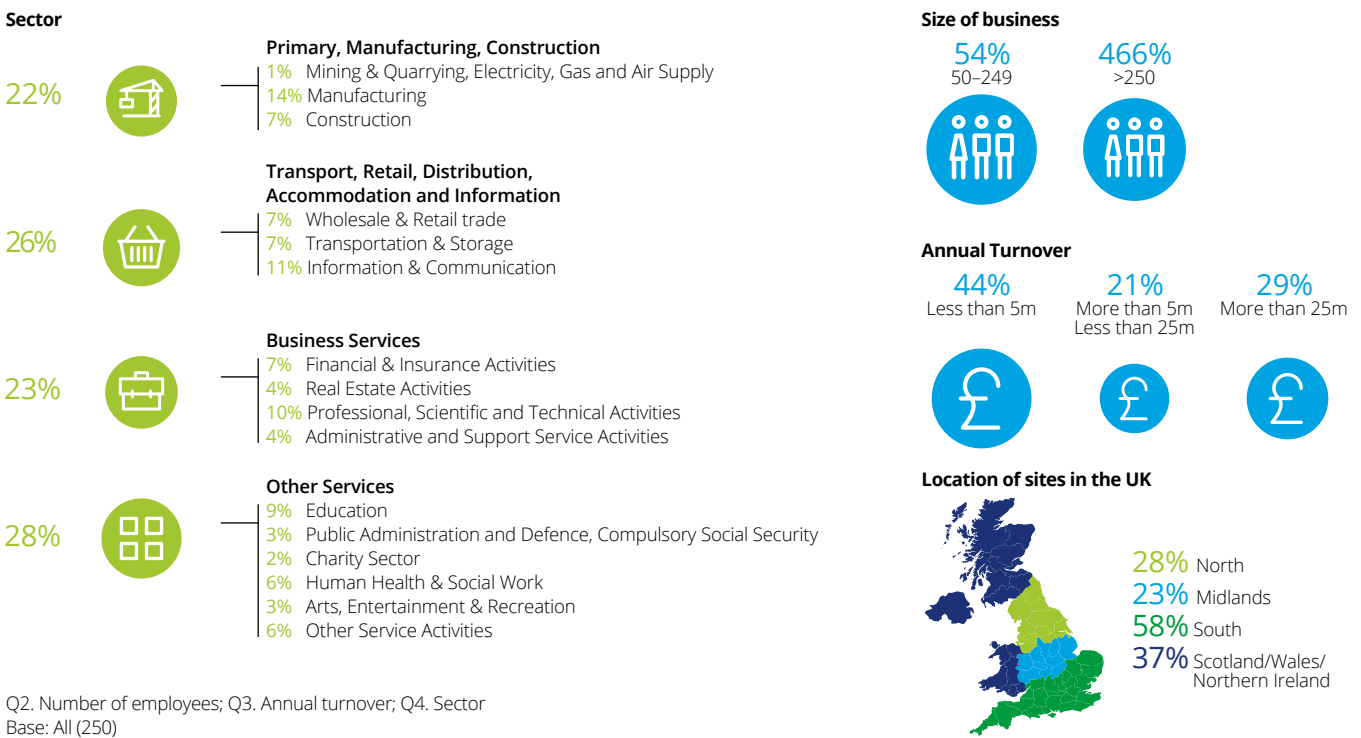 Sector
22%
Primary, Manufacturing, Construction
1% Mining & Quarrying, Electricity, Gas and Air Supply
14% Manufacturing
7% Construction
26%
Transport, Retail, Distribution,
Accommodation and Information
7% Wholesale & Retail trade
7% Transportation & Storage
11% Information & Communication
23%
Business Services
7% Financial & Insurance Activities
4% Real Estate Activities
10% Professional, Scientific and Technical Activities
4% Administrative and Support Service Activities
28%
Other Services
9% Education
3% Public Administration and Defence, Compulsory Social Security
2% Charity Sector
6% Human Health & Social Work
3% Arts, Entertainment & Recreation
6% Other Service Activities
Size of business
54%
50–249
466%
>250
Annual Turnover
44%
Less than 5m
21%
More than 5m
Less than 25m
29%
More than 25m
£
£
£
Location of sites in the UK
28% North
23% Midlands
58% South
37% Scotland/Wales/
Northern Ireland
Q2. Number of employees; Q3. Annual turnover; Q4. Sector
Base: All (250)